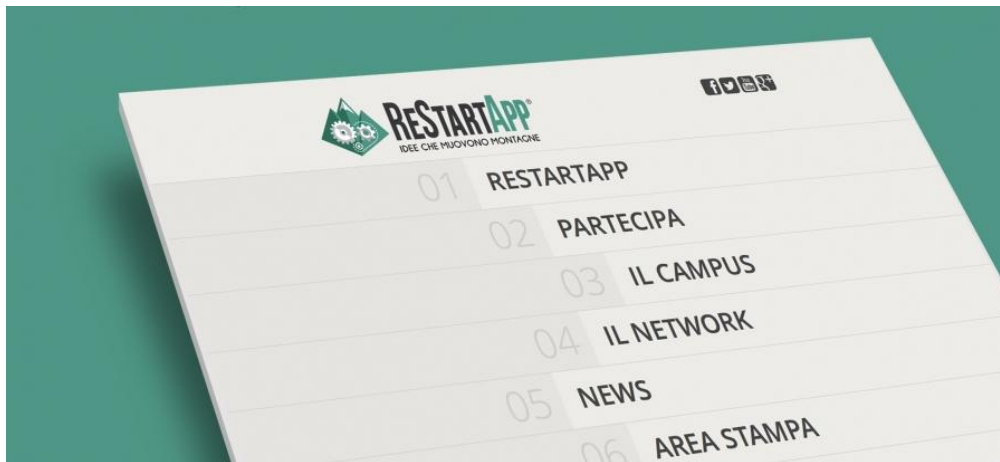 RESTARTAPP®
IDEE CHE MUOVONO MONTAGNE
01 RESTARTAPP
02 PARTECIPA
03 IL CAMPUS
04 IL NETWORK
05 NEWS
06 AREA STAMPA